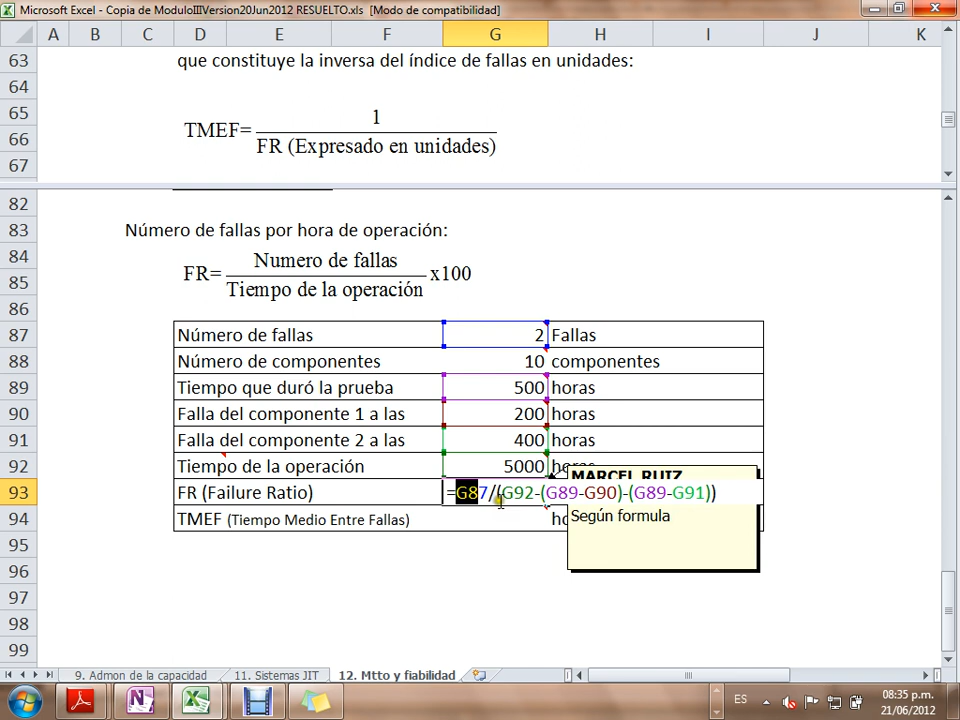 Microsoft Excel - Copia de ModuloIIIVersion20Jun2012 RESUELTO.xls [Modo de compatibilidad]
A B C D E F G H I J K
63 que constituye la inversa del índice de fallas en unidades:
64
65 1
66 TMEF= FR (Expresado en unidades)
67
82
83 Número de fallas por hora de operación:
84 Numero de fallas
FR= x100
85 Tiempo de la operación
86
87 Número de fallas 2 Fallas
88 Número de componentes 10 componentes
89 Tiempo que duró la prueba 500 horas
90 Falla del componente 1 a las 200 horas
91 Falla del componente 2 a las 400 horas
92 Tiempo de la operación 5000 MARCEL RUIZ
93 FR (Failure Ratio) =G87/(G92-(G89-G90)-(G89-G91))
94 TMEF (Tiempo Medio Entre Fallas) Según formula
95
96
97
98
99
9. Admon de la capacidad 11. Sistemas JIT 12. Mtto y fiabilidad
ES 08:35 p.m.
21/06/2012